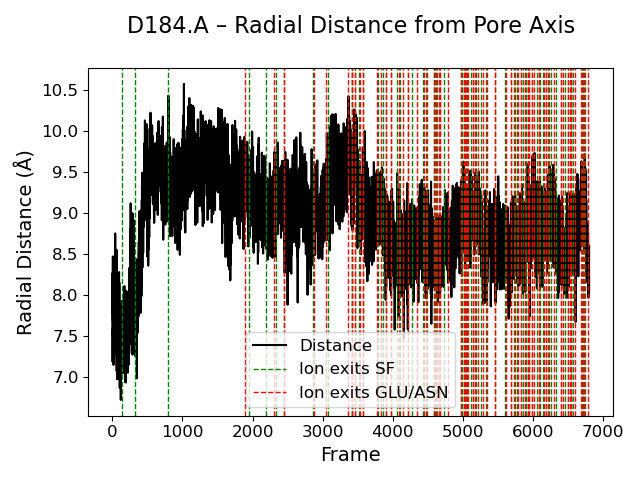 D184.A – Radial Distance from Pore Axis
Radial Distance (Å)
10.5
10.0
9.5
9.0
8.5
8.0
7.5
7.0
Distance
Ion exits SF
Ion exits GLU/ASN
0 1000 2000 3000 4000 5000 6000 7000
Frame